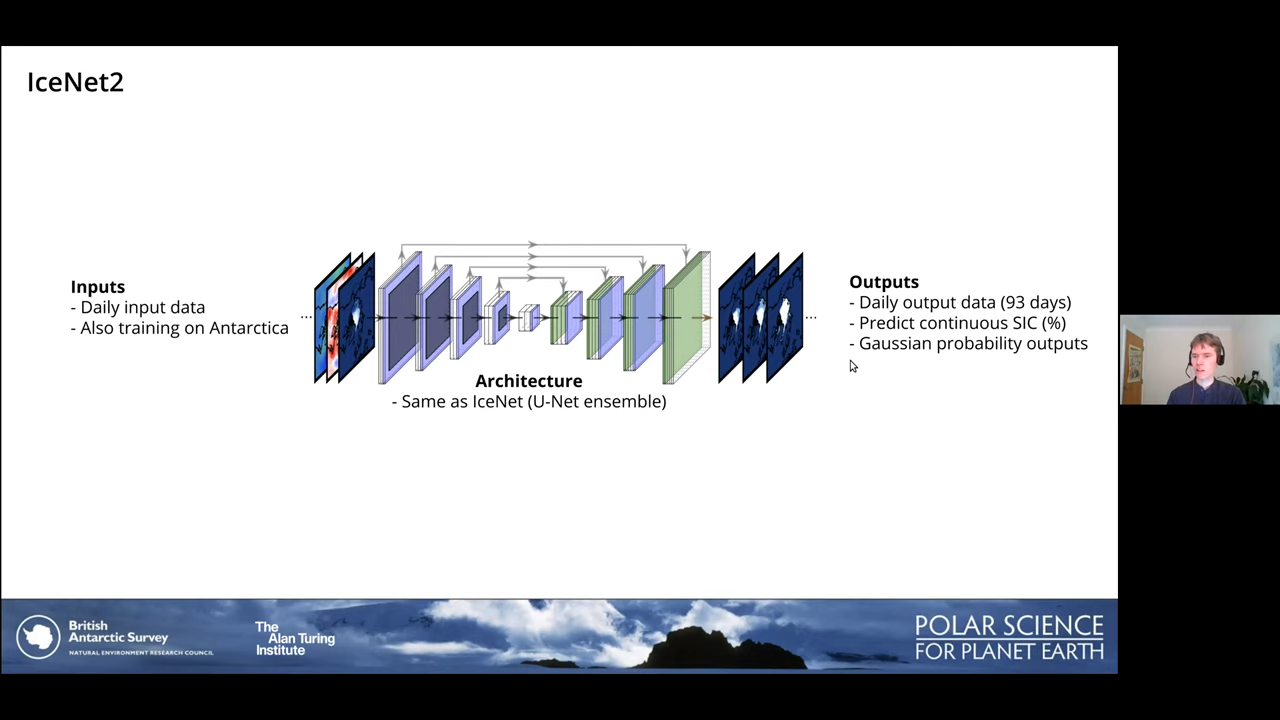 IceNet2
Inputs
- Daily input data
- Also training on Antarctica
Architecture
- Same as IceNet (U-Net ensemble)
Outputs
- Daily output data (93 days)
- Predict continuous SIC (%)
- Gaussian probability outputs
British
Antarctic Survey
NATURAL ENVIRONMENT RESEARCH COUNCIL
The
Alan Turing
Institute
POLAR SCIENCE
FOR PLANET EARTH